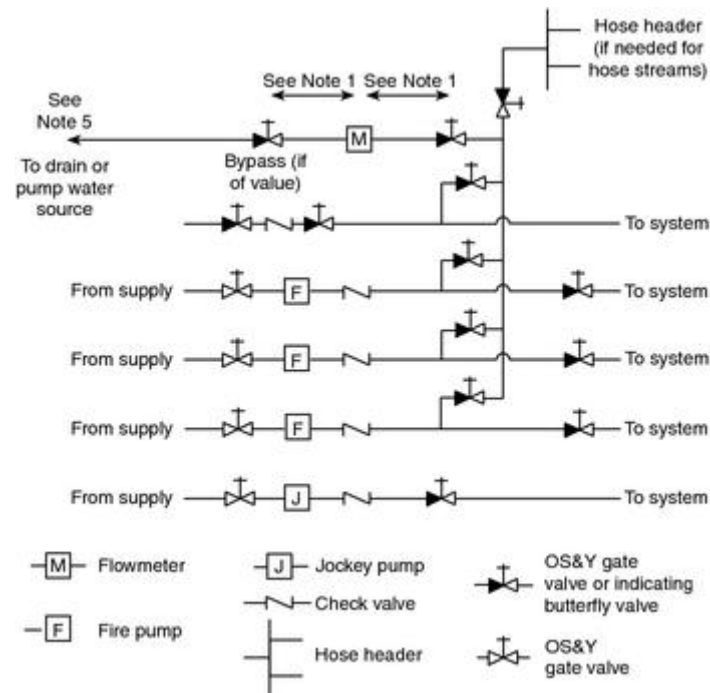 Hose header
(if needed for
hose streams)
See Note 1
See Note 1
See
Note 5
M
To drain or
pump water
source
Bypass (if
of value)
To system
From supply
F
To system
From supply
F
To system
From supply
F
To system
From supply
J
To system
M
Flowmeter
J
Jockey pump
OS&Y gate
valve or indicating
butterfly valve
Check valve
F
Fire pump
Hose header
OS&Y
gate valve